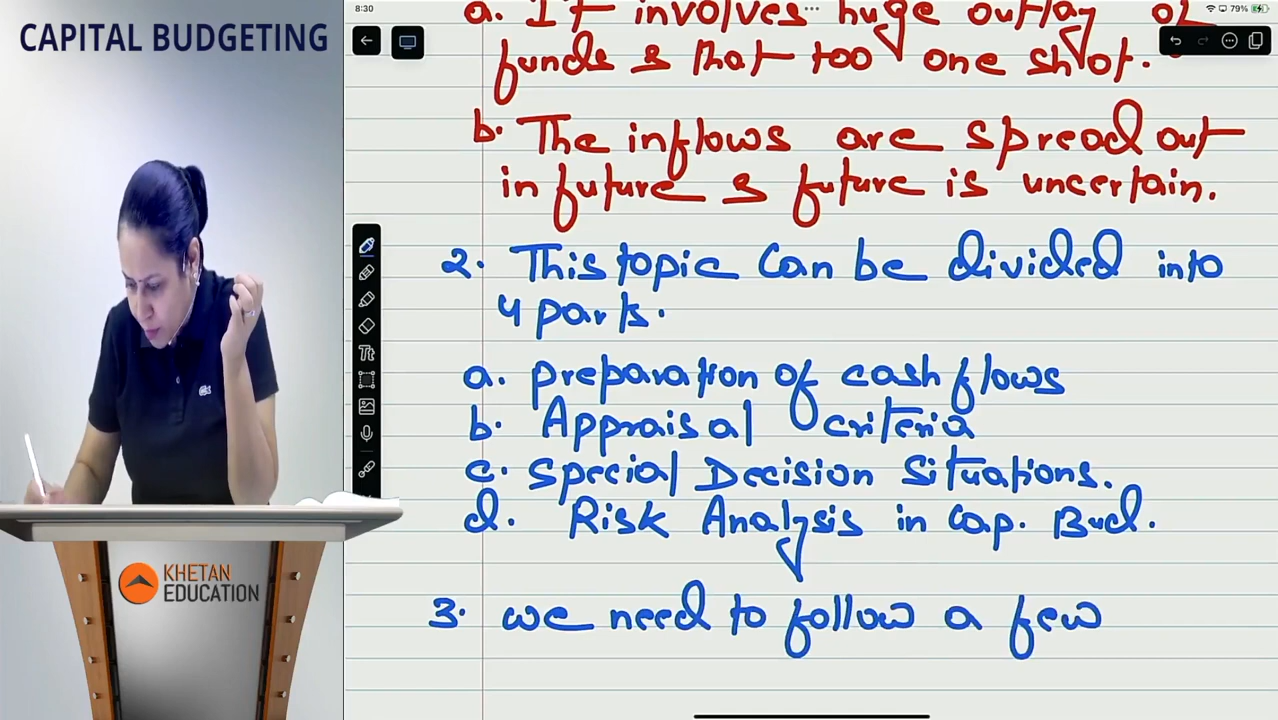 8:30
79%
CAPITAL BUDGETING
a. It involves huge outlay of
funds & that too one shot.
b. The inflows are spread out
in future & future is uncertain.
2. This topic can be divided into
4 parts.
a. preparation of cash flows
b. Appraisal criteria
c. Special Decision Situations.
d. Risk Analysis in Cap. Bud.
3. we need to follow a few
Tt
KHETAN
EDUCATION